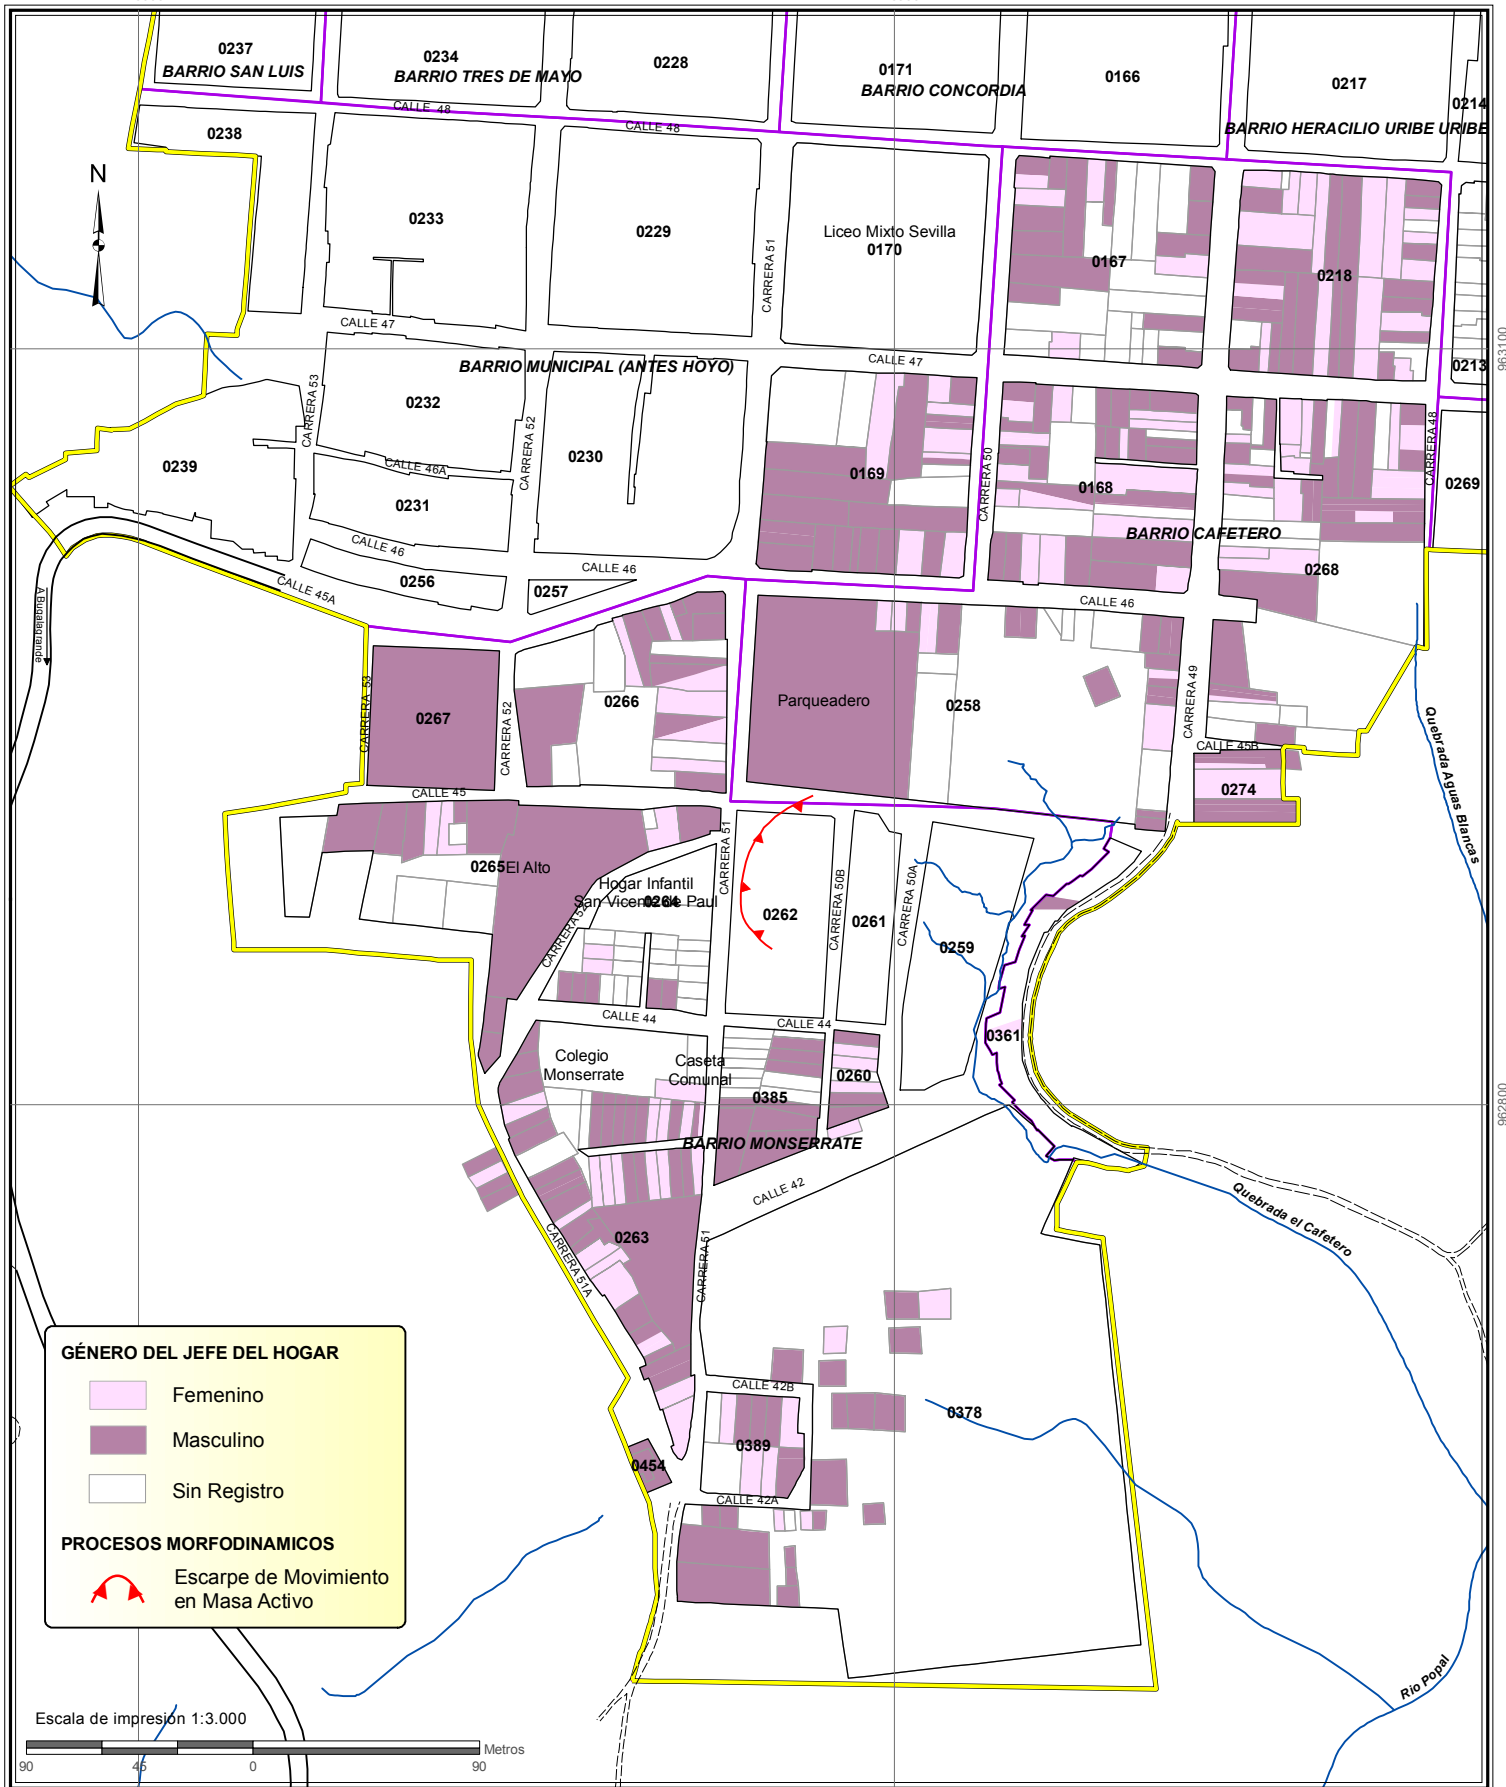 0237
BARRIO SAN LUIS
0234
BARRIO TRES DE MAYO
0228
0171
BARRIO CONCORDIA
0166
0217
0214
BARRIO HERACILIO URIBE URIBE
CALLE 48
CALLE 48
0238
N
0233
0229
CARRERA 51
Liceo Mixto Sevilla
0170
0167
0218
CALLE 47
CALLE 47
963100
0213
BARRIO MUNICIPAL (ANTES HOYO)
CARRERA 53
0232
CARRERA 52
0230
0239
CALLE 46A
0231
0169
CARRERA 50
0168
CARRERA 48
0269
BARRIO CAFETERO
CALLE 46
CALLE 46
0256
0257
0268
CALLE 45A
A Bugalagrande
CALLE 46
CARRERA 53
0267
CARRERA 52
0266
Parqueadero
0258
CARRERA 49
CALLE 45B
0274
Quebrada Aguas Blancas
CALLE 45
CARRERA 51
0265
El Alto
Hogar Infantil
San Vicente de Paul
0264
CARRERA 52
0262
CARRERA 50B
0261
CARRERA 50A
0259
CALLE 44
CALLE 44
0361
Colegio
Monserrate
Caseta
Comunal
0385
0260
962800
BARRIO MONSERRATE
CALLE 42
Quebrada el Cafetero
0263
CARRERA 51A
CARRERA 51
CALLE 42B
0378
0389
0454
CALLE 42A
Rio Popal
GÉNERO DEL JEFE DEL HOGAR
Femenino
Masculino
Sin Registro
PROCESOS MORFODINAMICOS
Escarpe de Movimiento
en Masa Activo
Escala de impresión 1:3.000
Metros
90 45 0 90